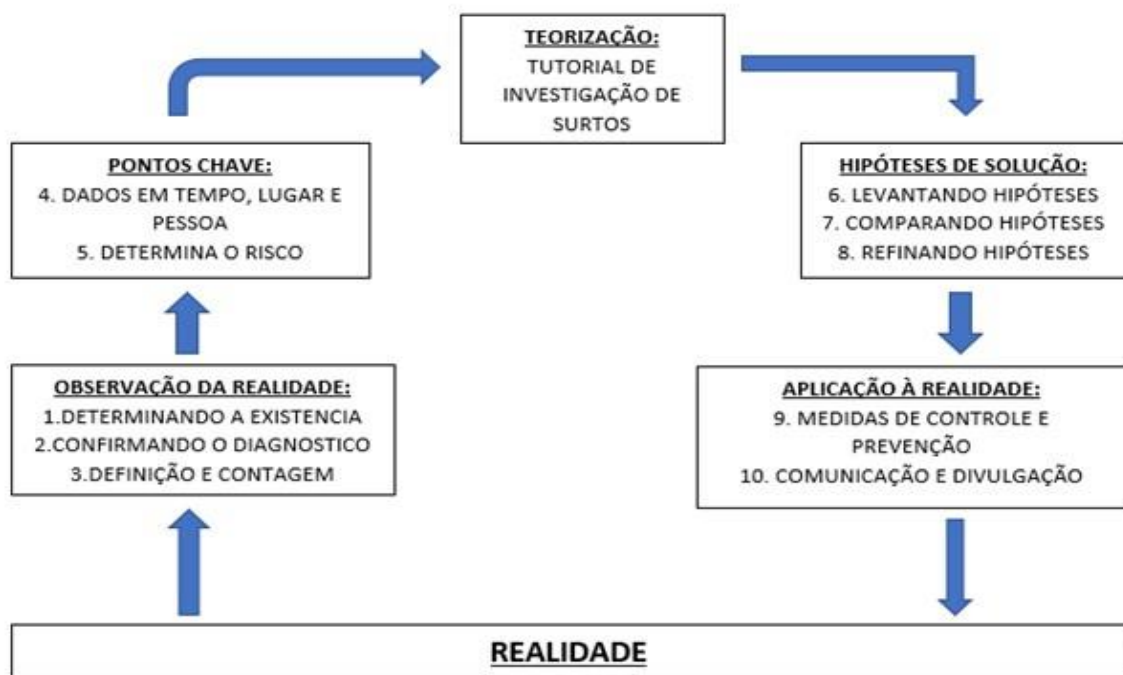 TEORIZAÇÃO:
TUTORIAL DE
INVESTIGAÇÃO DE
SURTOS
PONTOS CHAVE:
4. DADOS EM TEMPO, LUGAR E
PESSOA
5. DETERMINA O RISCO
HIPÓTESES DE SOLUÇÃO:
6. LEVANTANDO HIPÓTESES
7. COMPARANDO HIPÓTESES
8. REFINANDO HIPÓTESES
OBSERVAÇÃO DA REALIDADE:
1.DETERMINANDO A EXISTENCIA
2.CONFIRMANDO O DIAGNOSTICO
3.DEFINIÇÃO E CONTAGEM
APLICAÇÃO À REALIDADE:
9. MEDIDAS DE CONTROLE E
PREVENÇÃO
10. COMUNICAÇÃO E DIVULGAÇÃO
REALIDADE